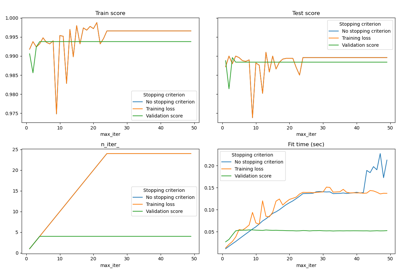 Train score
1.000
0.995
0.990
0.985
0.980
0.975
Stopping criterion
No stopping criterion
Training loss
Validation score
0 10 20 30 40 50
max_iter
Test score
Stopping criterion
No stopping criterion
Training loss
Validation score
0 10 20 30 40 50
max_iter
n_iter_
25
20
15
10
5
0
Stopping criterion
No stopping criterion
Training loss
Validation score
0 10 20 30 40 50
max_iter
Fit time (sec)
0.20
0.15
0.10
0.05
Stopping criterion
No stopping criterion
Training loss
Validation score
0 10 20 30 40 50
max_iter